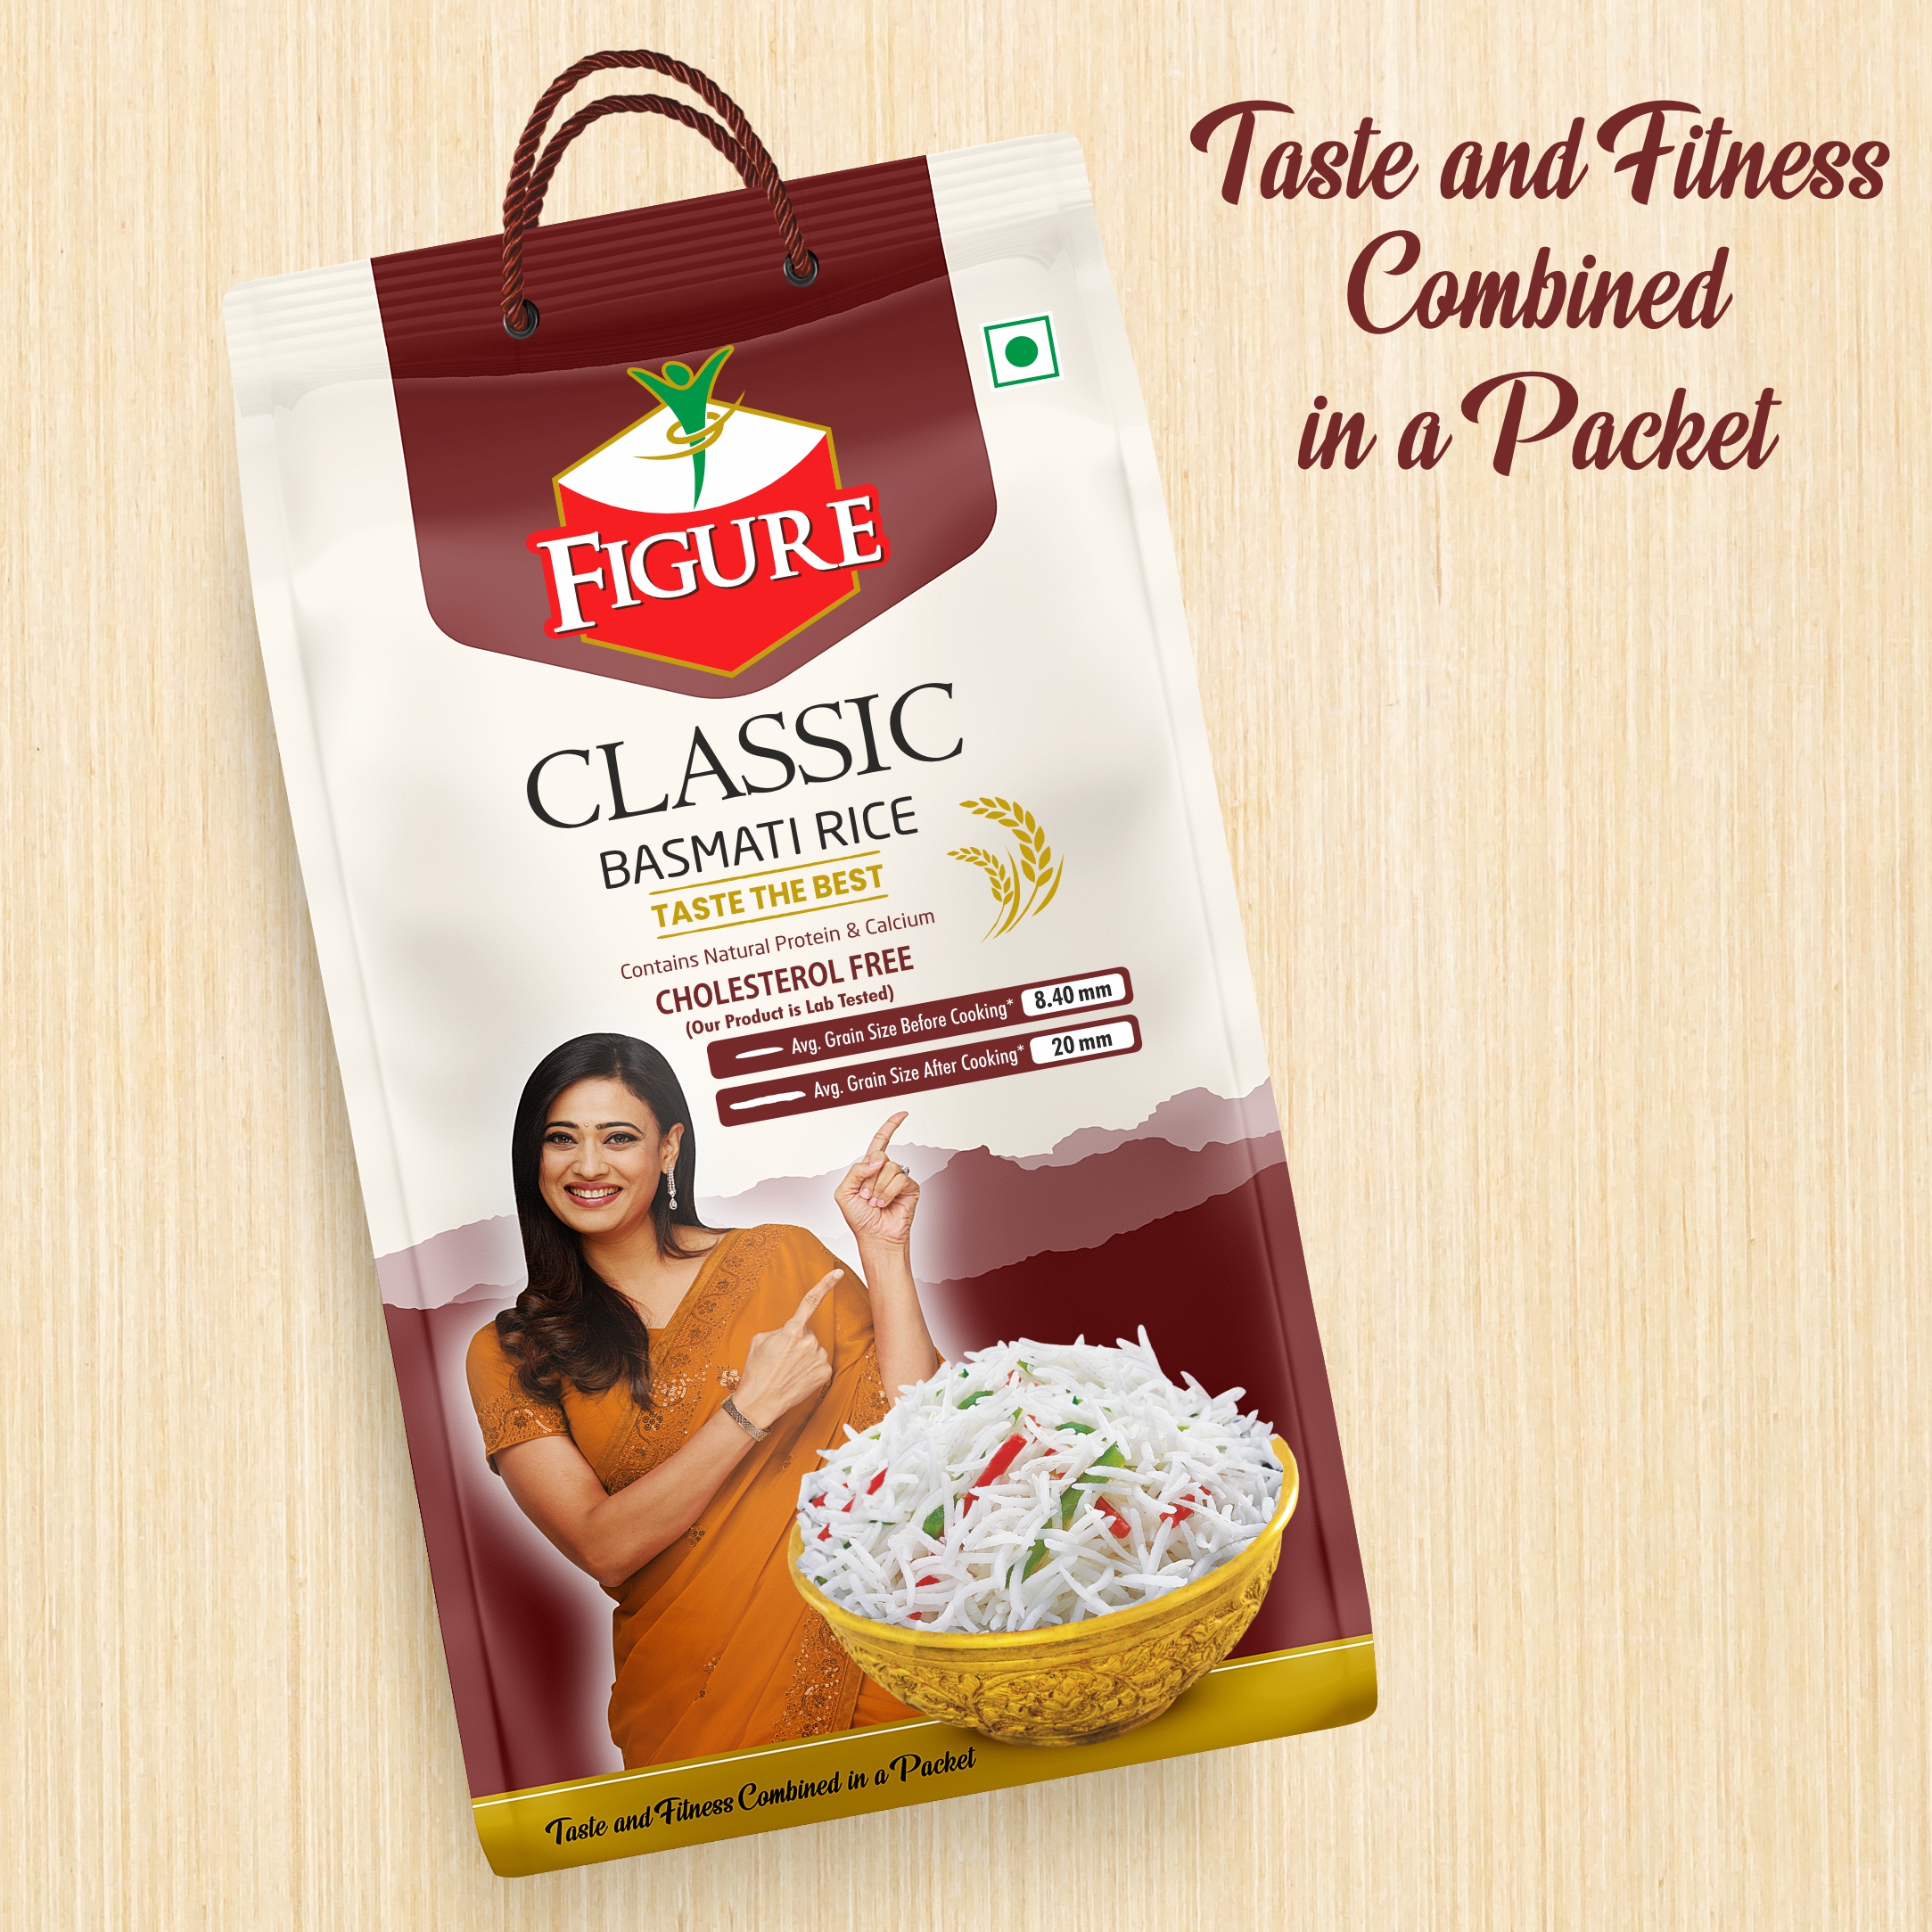 Taste and Fitness
Combined
in a Packet
FIGURE
CLASSIC
BASMATI RICE
TASTE THE BEST
Contains Natural Protein & Calcium
CHOLESTEROL FREE
(Our Product is Lab Tested)
Avg. Grain Size Before Cooking* 8.40 mm
Avg. Grain Size After Cooking* 20 mm
Taste and Fitness Combined in a Packet